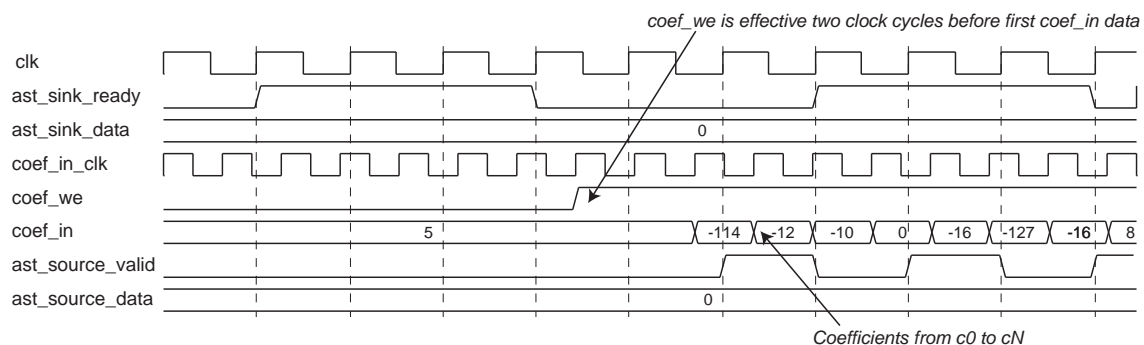 coef_we is effective two clock cycles before first coef_in data
clk
ast_sink_ready
ast_sink_data 0
coef_in_clk
coef_we
coef_in 5 -114 -12 -10 0 -16 -127 -16 8
ast_source_valid
ast_source_data 0
Coefficients from c0 to cN